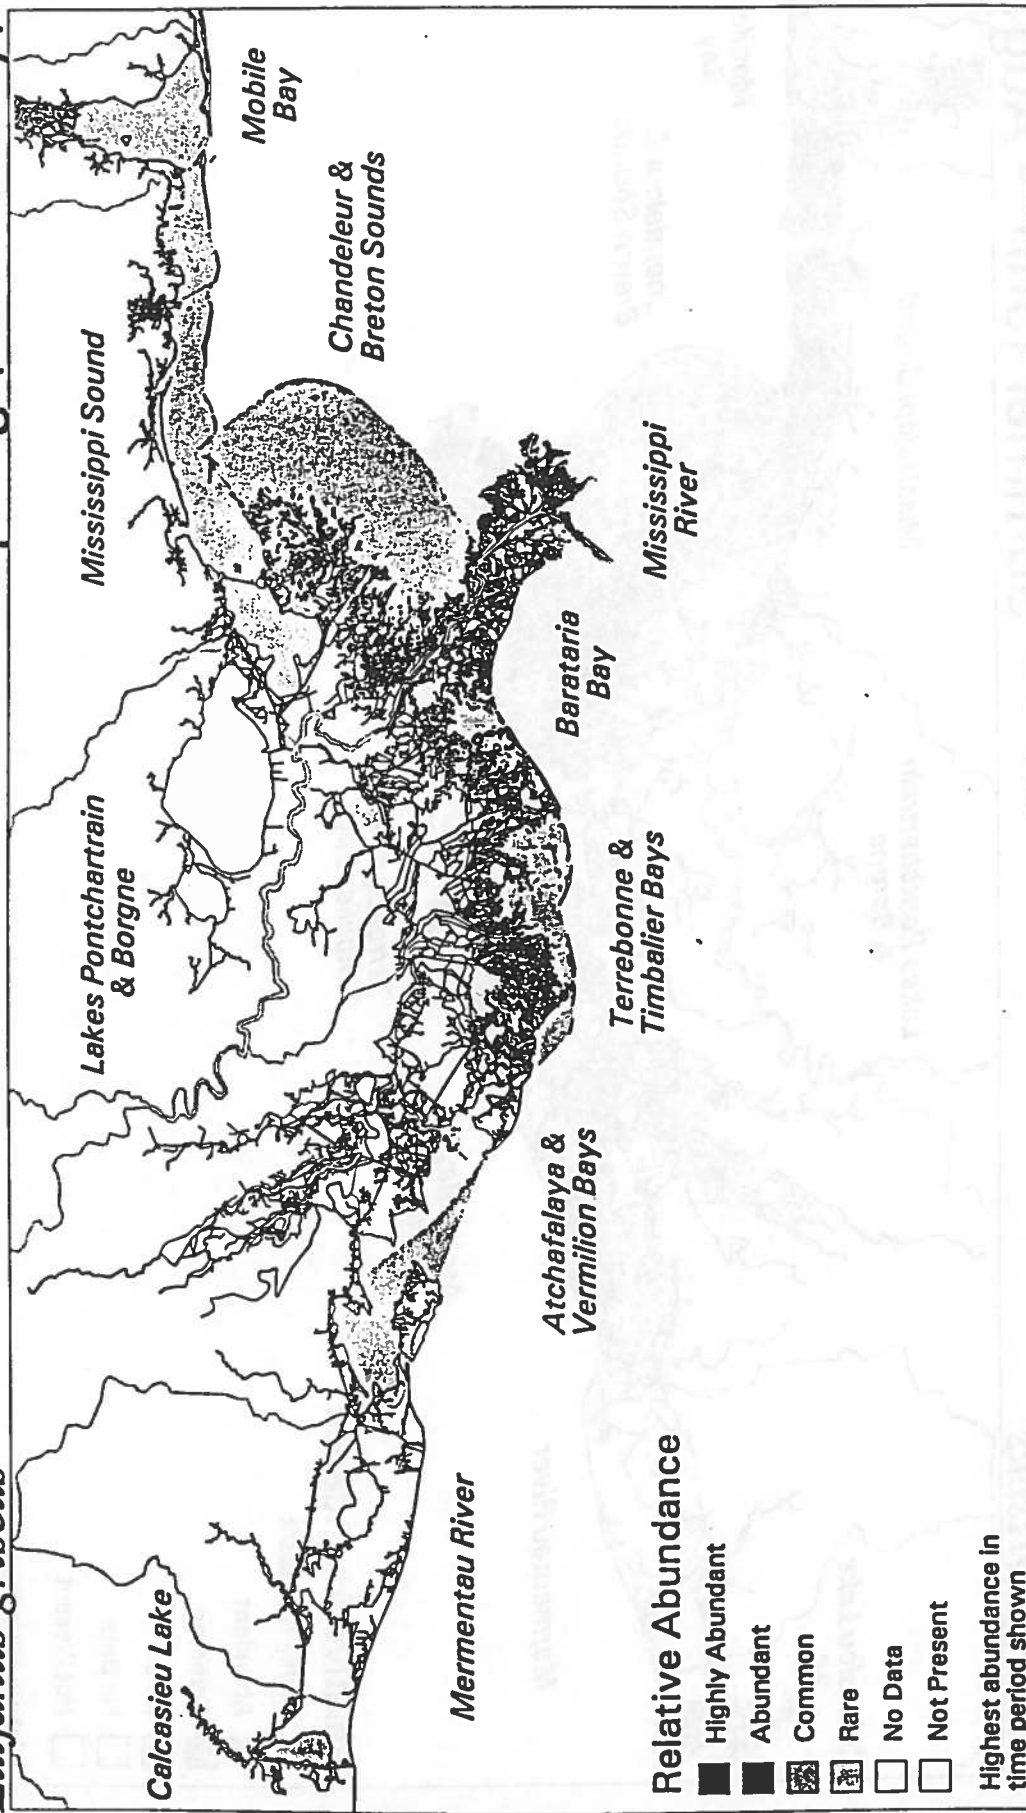 Mobile
Bay
Chandeleur &
Breton Sounds
Mississippi Sound
Mississippi
River
Barataria
Bay
Lakes Pontchartrain
& Borgne
Terrebonne &
Timbalier Bays
Atchafalaya &
Vermilion Bays
Mermentau River
Calcasieu Lake
Relative Abundance
Highly Abundant
Abundant
Common
Rare
No Data
Not Present
Highest abundance in
time period shown